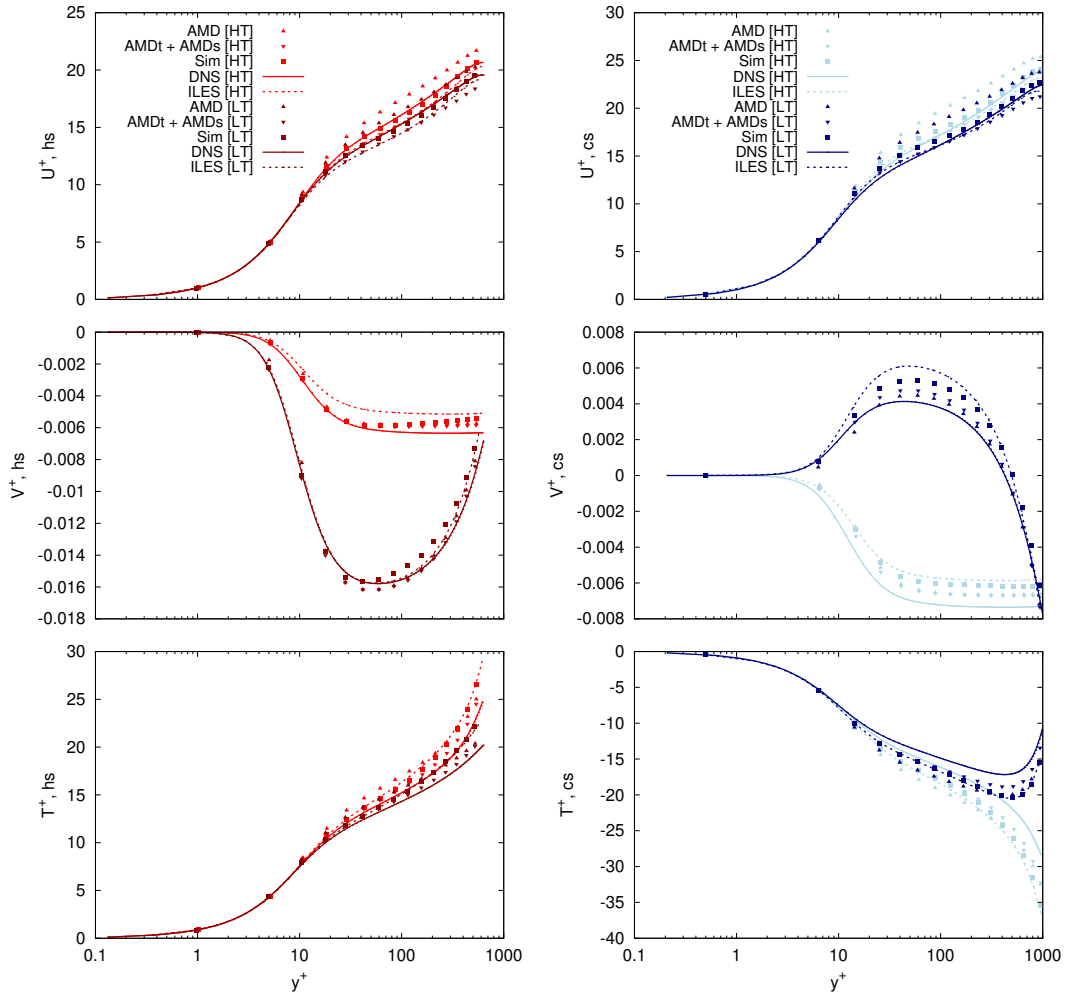 25
20
15
10
5
0
U⁺, hs
AMD [HT]
AMDt + AMDs [HT]
Sim [HT]
DNS [HT]
ILES [HT]
AMD [LT]
AMDt + AMDs [LT]
Sim [LT]
DNS [LT]
ILES [LT]
30
25
20
15
10
5
0
U⁺, cs
AMD [HT]
AMDt + AMDs [HT]
Sim [HT]
DNS [HT]
ILES [HT]
AMD [LT]
AMDt + AMDs [LT]
Sim [LT]
DNS [LT]
ILES [LT]
0
-0.002
-0.004
-0.006
-0.008
-0.01
-0.012
-0.014
-0.016
-0.018
V⁺, hs
0.008
0.006
0.004
0.002
0
-0.002
-0.004
-0.006
-0.008
V⁺, cs
30
25
20
15
10
5
0
T⁺, hs
0.1 1 10 100 1000
y⁺
0
-5
-10
-15
-20
-25
-30
-35
-40
T⁺, cs
0.1 1 10 100 1000
y⁺